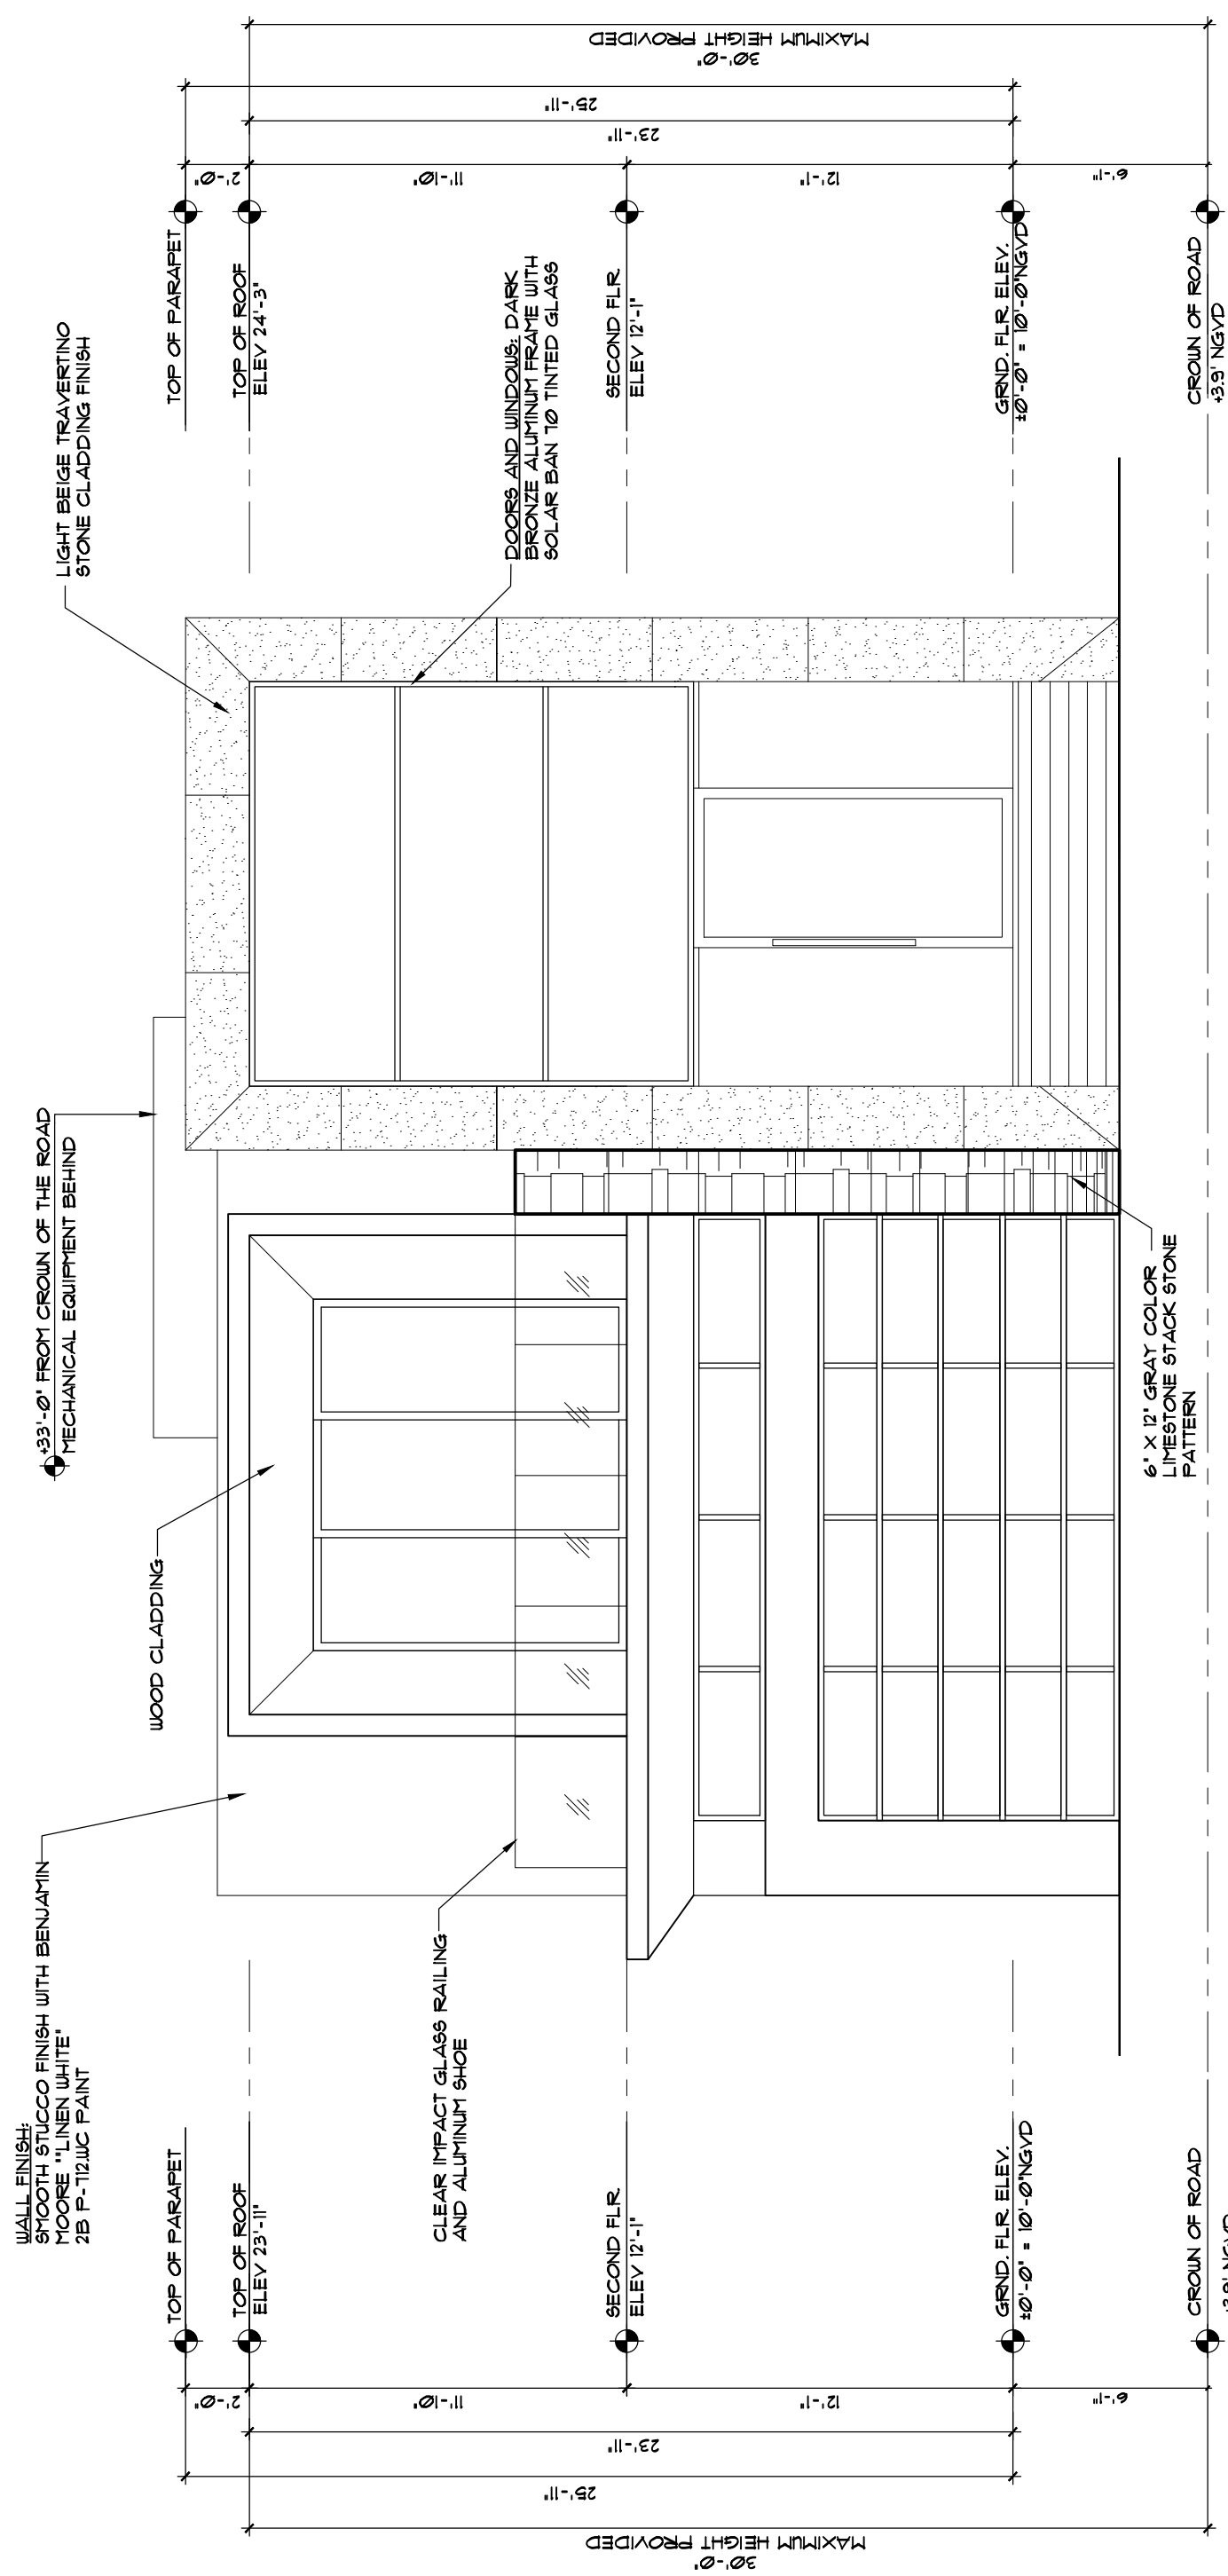 WALL FINISH:
SMOOTH STUCCO FINISH WITH BENJAMIN
MOORE "LINEN WHITE"
2B P-712.WC PAINT
WOOD CLADDING
+33'-0" FROM CROWN OF THE ROAD
MECHANICAL EQUIPMENT BEHIND
LIGHT BEIGE TRAVERTINO
STONE CLADDING FINISH
CLEAR IMPACT GLASS RAILING
AND ALUMINUM SHOE
DOORS AND WINDOWS: DARK
BRONZE ALUMINUM FRAME WITH
SOLAR BAN 70 TINTED GLASS
6" X 12" GRAY COLOR
LIMESTONE STACK STONE
PATTERN
TOP OF PARAPET
TOP OF ROOF
ELEV 23'-11"
SECOND FLR.
ELEV 12'-1"
GRND. FLR ELEV.
±0'-0" = 10'-0"NGVD
CROWN OF ROAD
2'-0"
11'-10"
12'-1"
6'-1"
23'-11"
25'-11"
30'-0"
MAXIMUM HEIGHT PROVIDED
TOP OF PARAPET
TOP OF ROOF
ELEV 24'-3"
SECOND FLR.
ELEV 12'-1"
GRND. FLR ELEV.
±0'-0" = 10'-0"NGVD
CROWN OF ROAD
+3.9' NGVD
2'-0"
11'-10"
12'-1"
6'-1"
23'-11"
25'-11"
30'-0"
MAXIMUM HEIGHT PROVIDED